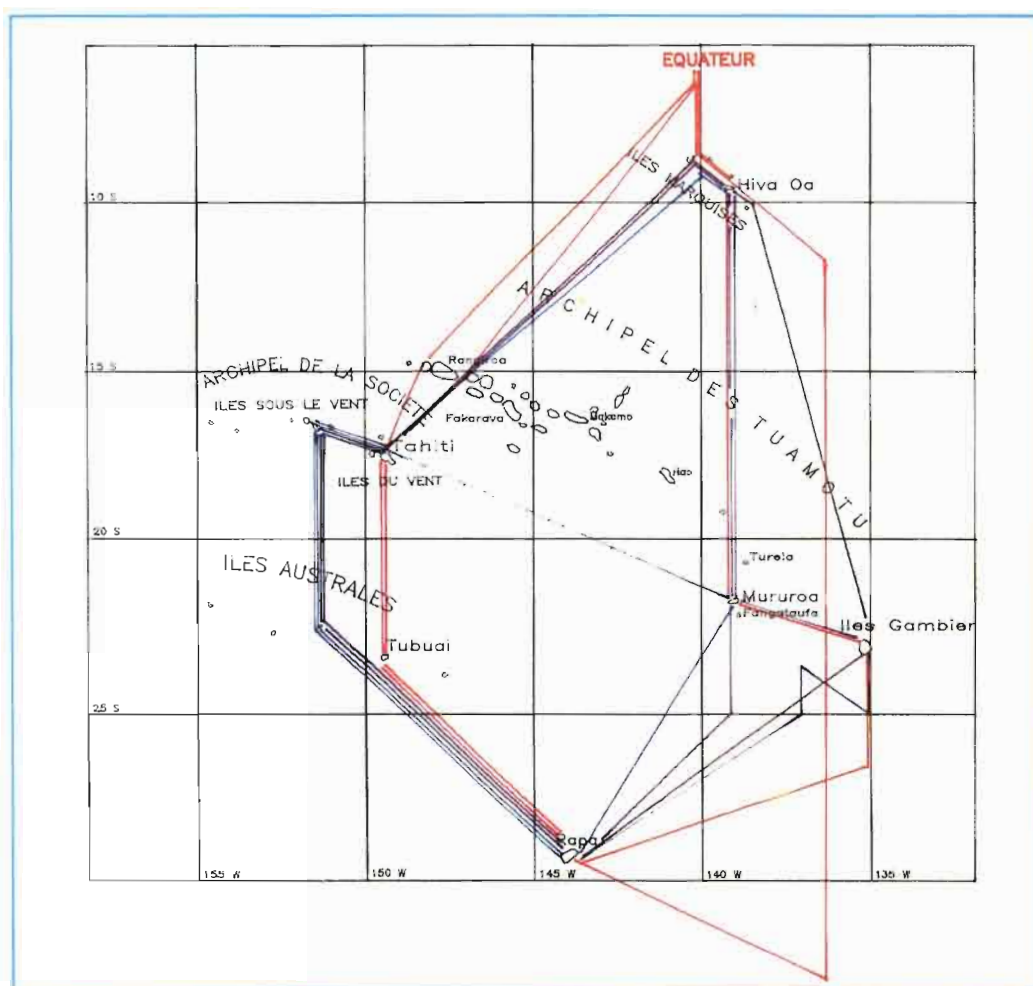 EQUATEUR
ILES MARQUISES
Hiva Oa
10 S
ARCHIPEL DES TUAMOTU
15 S
Rangiroa
ARCHIPEL DE LA SOCIETE
ILES SOUS LE VENT
Fakarava
Tahiti
Hao
ILES DU VENT
20 S
ILES AUSTRALES
Tureia
Mururoa
Fangataufa
Iles Gambier
Tubuai
25 S
Rapa
155 W
150 W
145 W
140 W
135 W